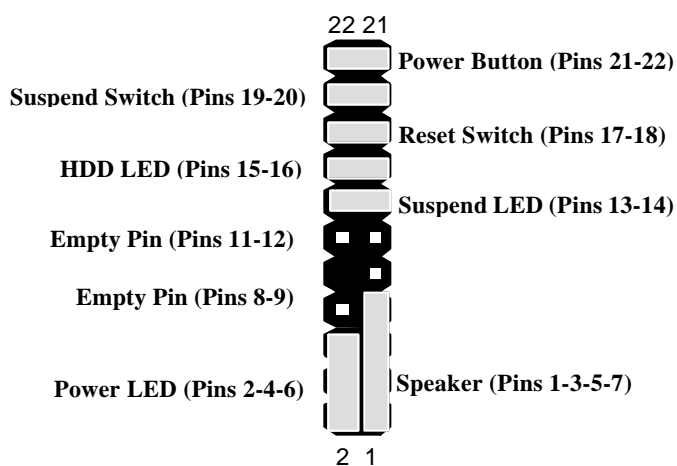 22 21
Power Button (Pins 21-22)
Suspend Switch (Pins 19-20)
Reset Switch (Pins 17-18)
HDD LED (Pins 15-16)
Suspend LED (Pins 13-14)
Empty Pin (Pins 11-12)
Empty Pin (Pins 8-9)
Power LED (Pins 2-4-6)
Speaker (Pins 1-3-5-7)
2 1